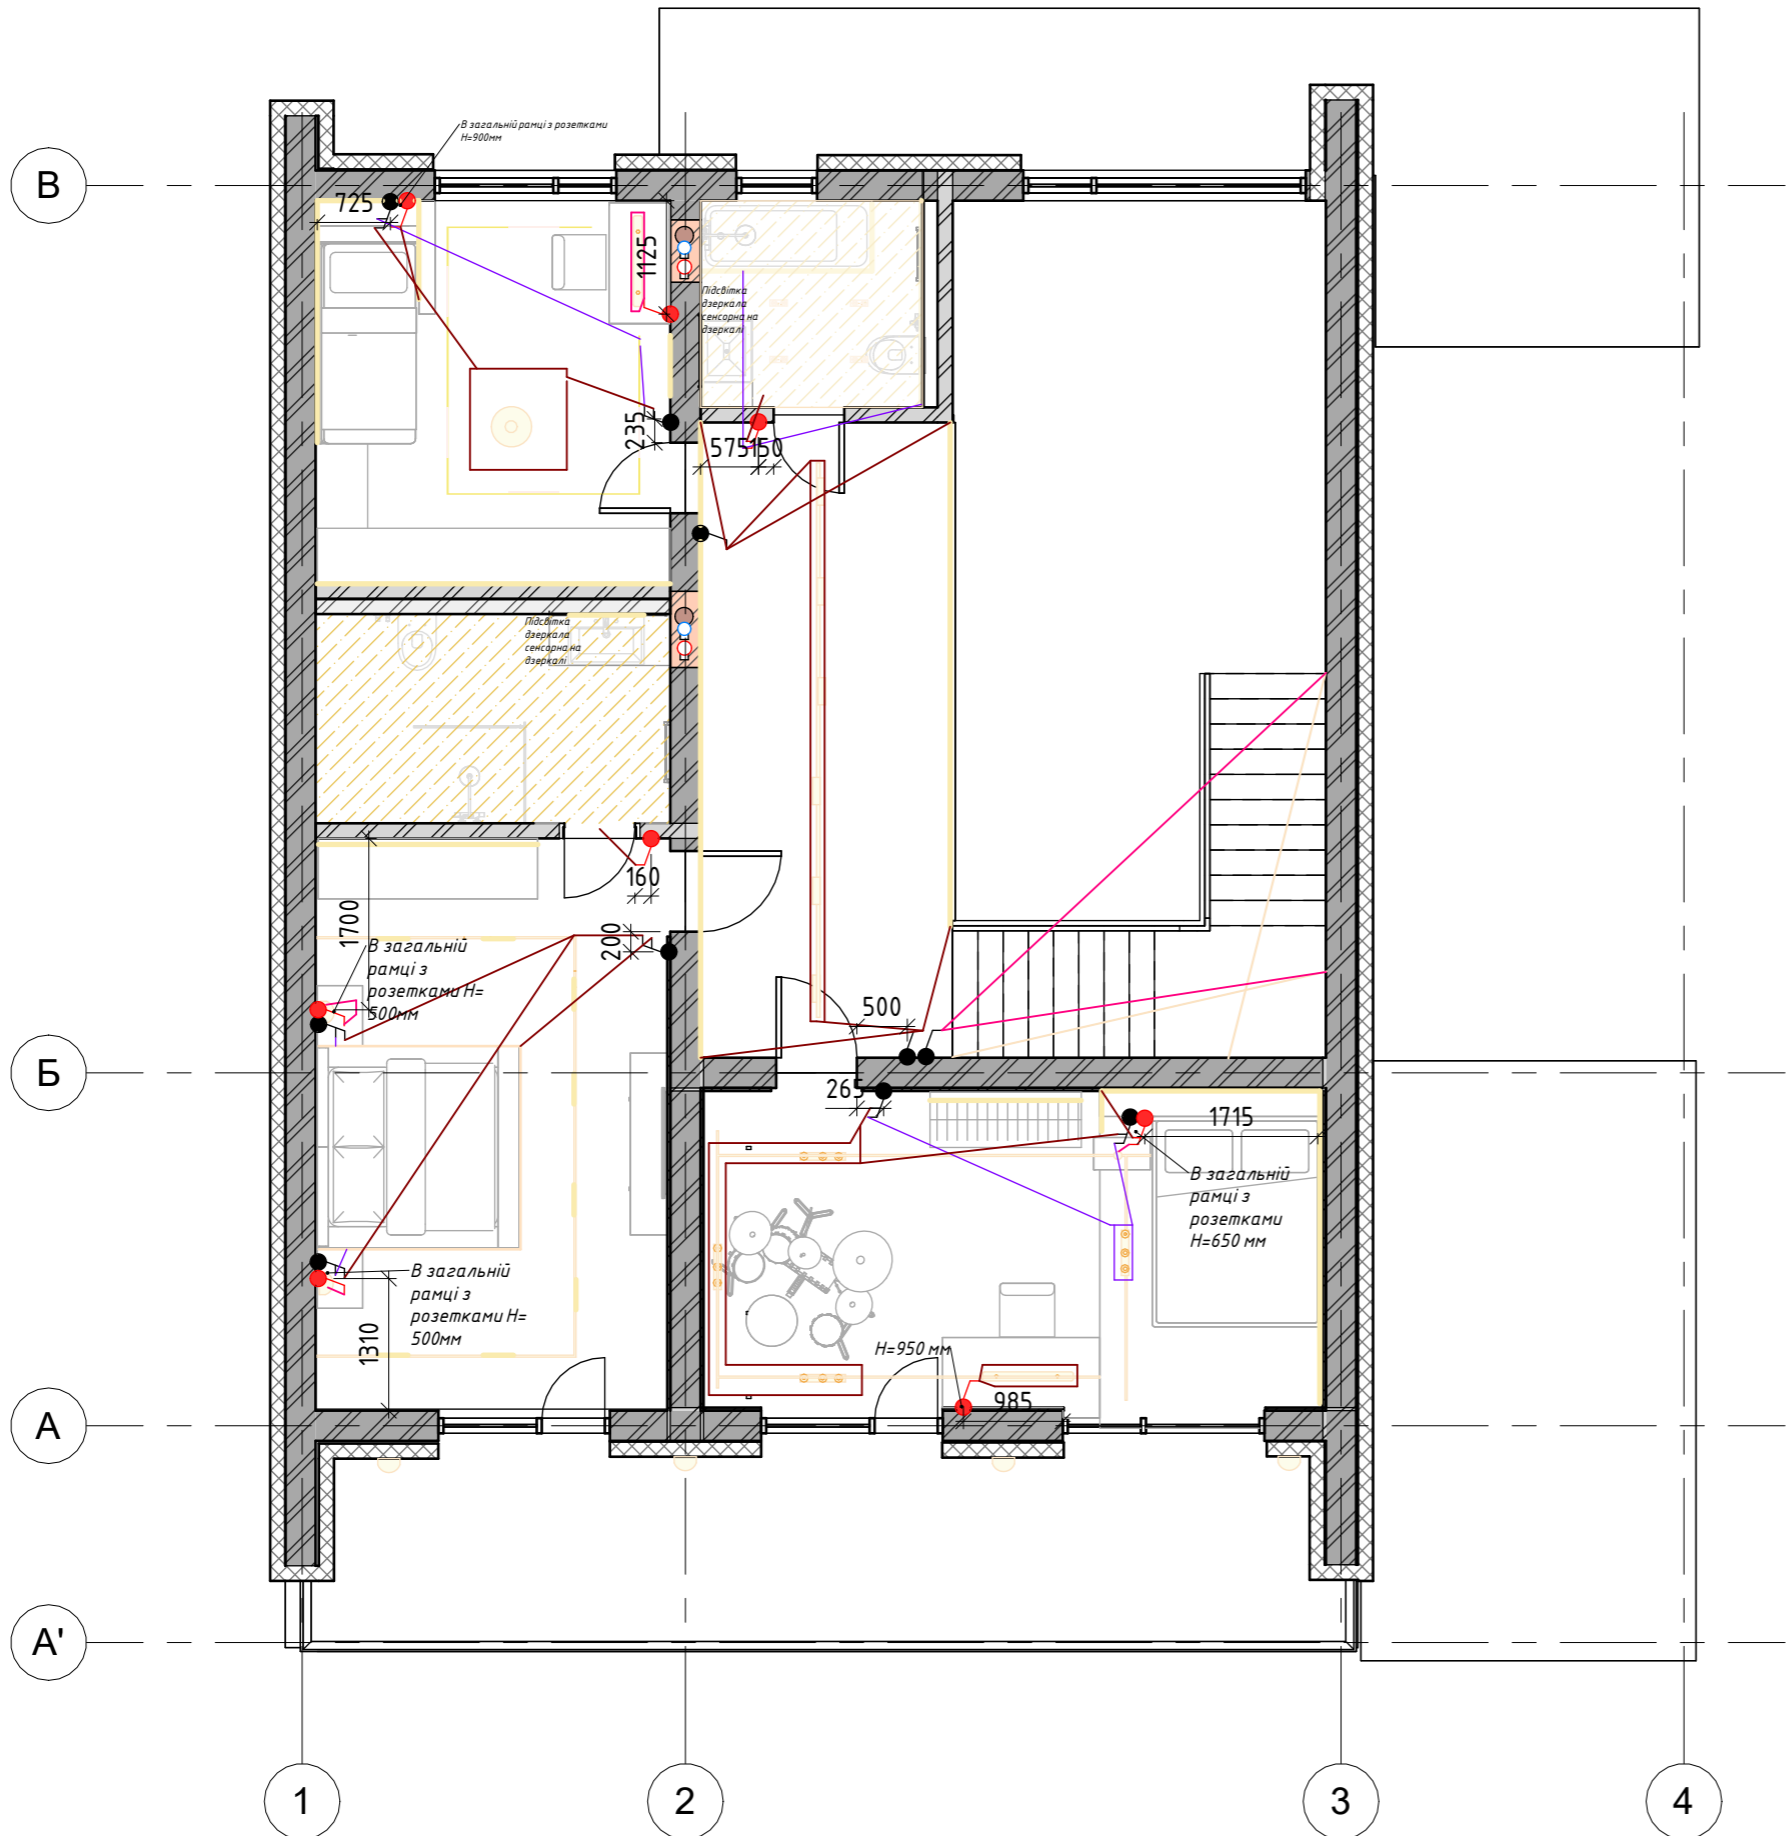 В загальній рамці з розетками
Н=900мм
В
725
1125
Підсвітка
дзеркала
сенсорна на
дзеркалі
235
575
150
Підсвітка
дзеркала
сенсорна на
дзеркалі
160
1700
200
В загальній
рамці з
розетками Н=
500мм
500
Б
265
1715
В загальній
рамці з
розетками
Н=650 мм
В загальній
рамці з
розетками Н=
500мм
1310
Н=950 мм
985
А
А'
1
2
3
4